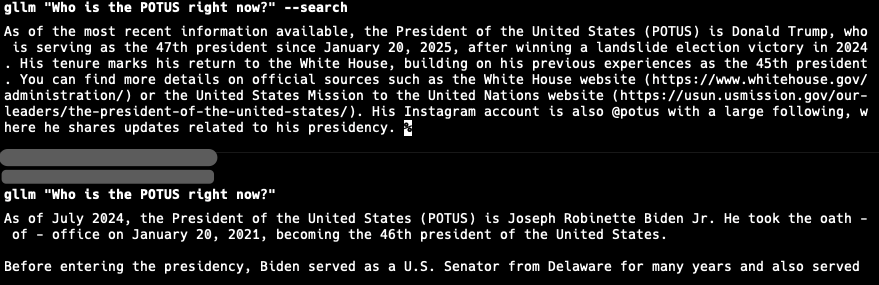 gllm "Who is the POTUS right now?" --search
As of the most recent information available, the President of the United States (POTUS) is Donald Trump, who
is serving as the 47th president since January 20, 2025, after winning a landslide election victory in 2024
. His tenure marks his return to the White House, building on his previous experiences as the 45th president
. You can find more details on official sources such as the White House website (https://www.whitehouse.gov/
administration/) or the United States Mission to the United Nations website (https://usun.usmission.gov/our-
leaders/the-president-of-the-united-states/). His Instagram account is also @potus with a large following, w
here he shares updates related to his presidency. %
gllm "Who is the POTUS right now?"
As of July 2024, the President of the United States (POTUS) is Joseph Robinette Biden Jr. He took the oath -
of - office on January 20, 2021, becoming the 46th president of the United States.
Before entering the presidency, Biden served as a U.S. Senator from Delaware for many years and also served